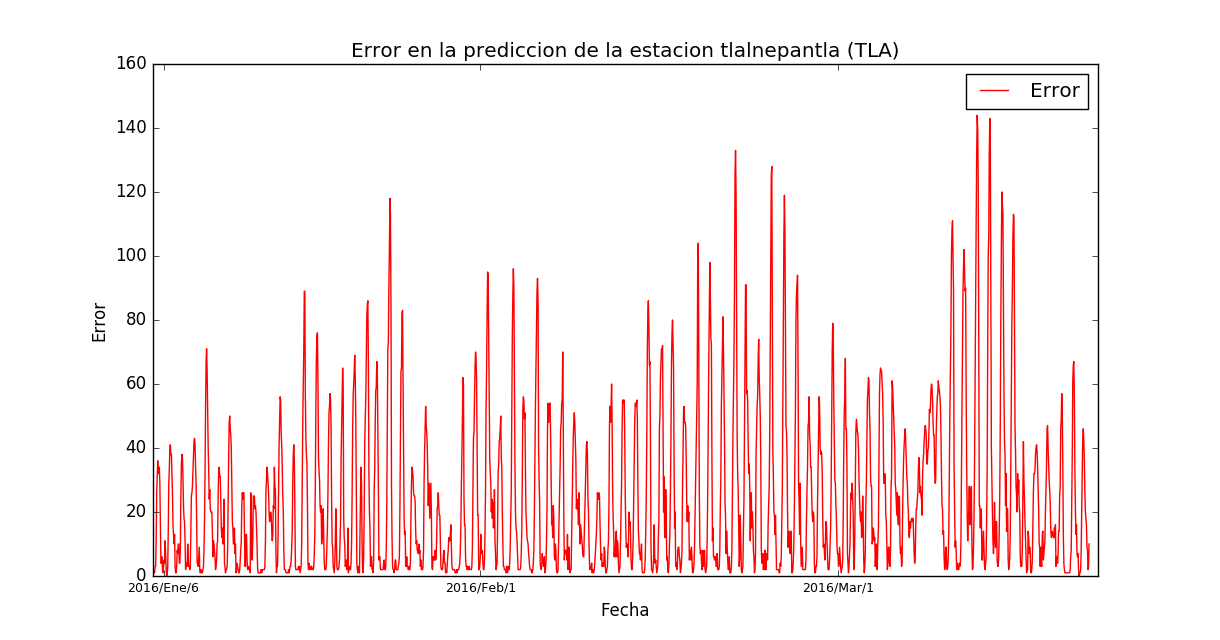 Error en la prediccion de la estacion tlalnepantla (TLA)
160
140
120
100
80
60
40
20
0
Error
Error
2016/Ene/6
2016/Feb/1
2016/Mar/1
Fecha